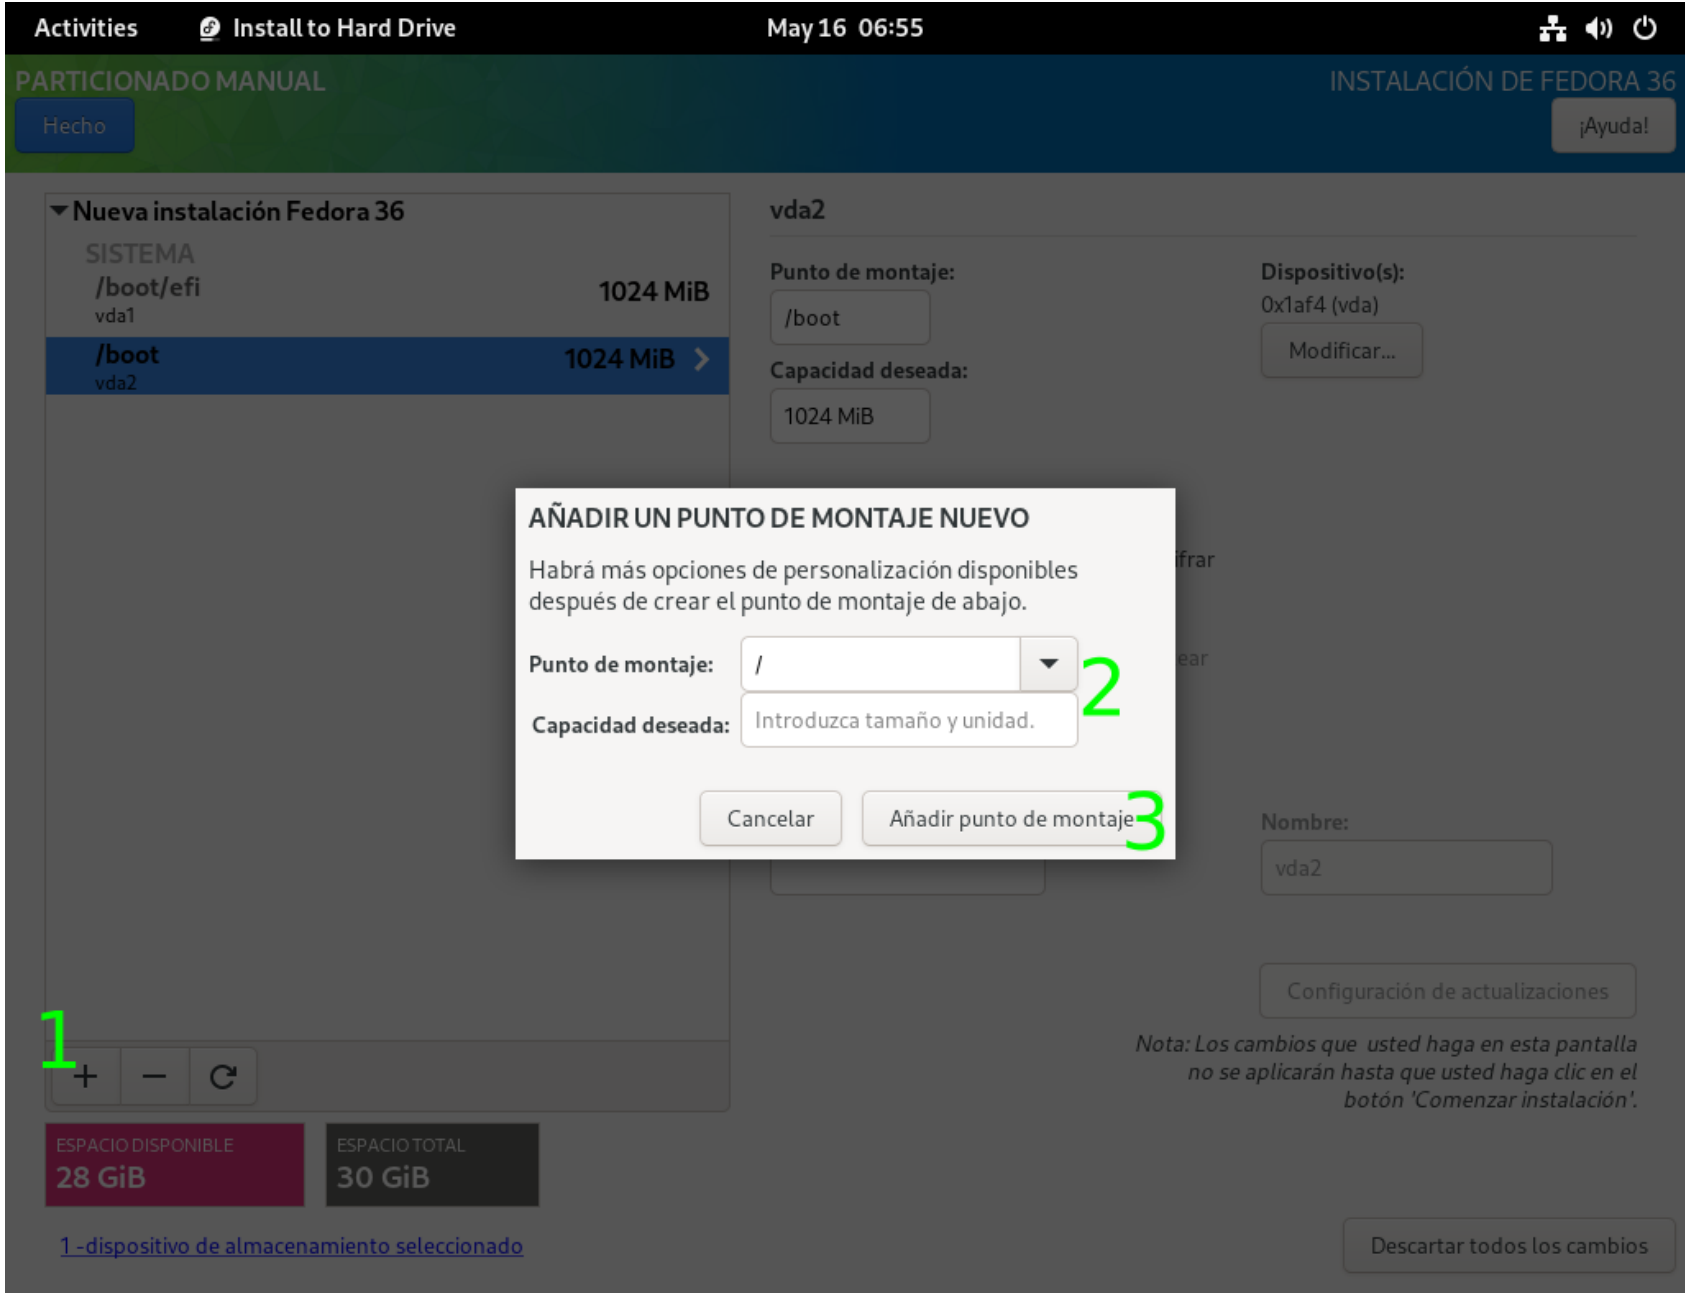 Activities Install to Hard Drive May 16 06:55
PARTICIONADO MANUAL INSTALACIÓN DE FEDORA 36
Hecho ¡Ayuda!
Nueva instalación Fedora 36
SISTEMA
/boot/efi 1024 MiB
vda1
/boot 1024 MiB
vda2
vda2
Punto de montaje:
/boot
Capacidad deseada:
1024 MiB
Dispositivo(s):
0x1af4 (vda)
Modificar...
ifrar
ear
AÑADIR UN PUNTO DE MONTAJE NUEVO
Habrá más opciones de personalización disponibles
después de crear el punto de montaje de abajo.
Punto de montaje: /
2
Capacidad deseada: Introduzca tamaño y unidad.
Cancelar Añadir punto de montaje 3
Nombre:
vda2
Configuración de actualizaciones
Nota: Los cambios que usted haga en esta pantalla
no se aplicarán hasta que usted haga clic en el
botón 'Comenzar instalación'.
1
+ −
ESPACIO DISPONIBLE
28 GiB
ESPACIO TOTAL
30 GiB
1 -dispositivo de almacenamiento seleccionado
Descartar todos los cambios